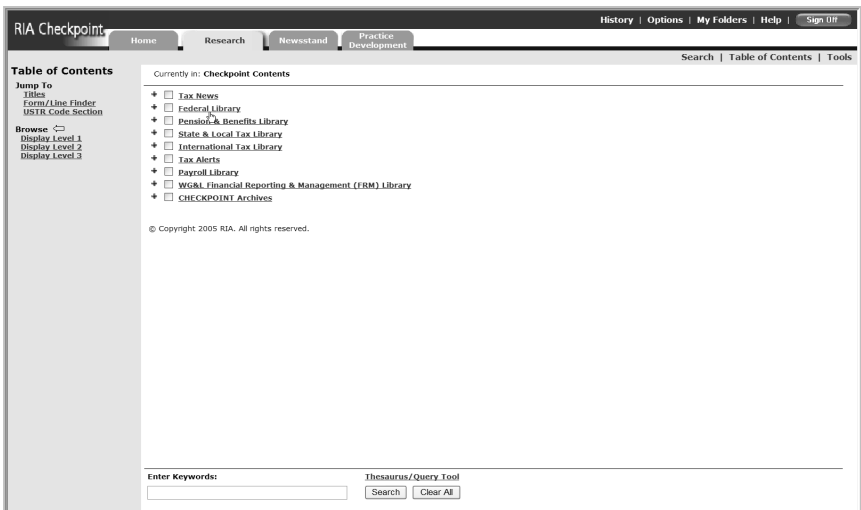 RIA Checkpoint
History | Options | My Folders | Help | Sign Off
Home
Research
Newsstand
Practice
Development
Search | Table of Contents | Tools
Table of Contents
Jump To
Titles
Form/Line Finder
USTR Code Section
Browse
Display Level 1
Display Level 2
Display Level 3
Currently in: Checkpoint Contents
Tax News
Federal Library
Pension & Benefits Library
State & Local Tax Library
International Tax Library
Tax Alerts
Payroll Library
WG&L Financial Reporting & Management (FRM) Library
CHECKPOINT Archives
© Copyright 2005 RIA. All rights reserved.
Enter Keywords:
Thesaurus/Query Tool
Search
Clear All